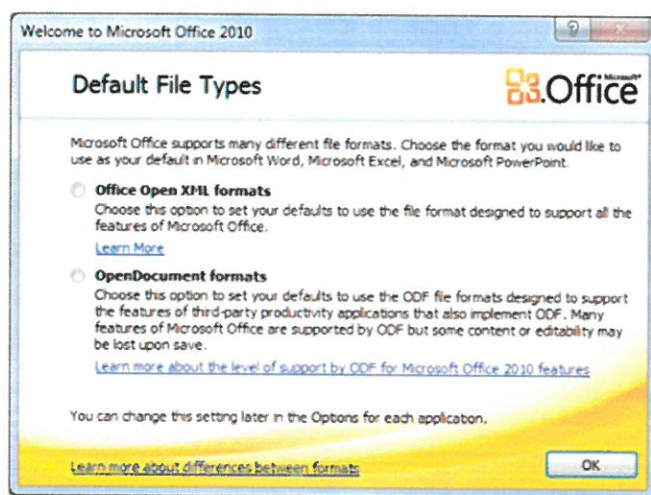 Welcome to Microsoft Office 2010
?
Default File Types
Microsoft®
Office
Microsoft Office supports many different file formats. Choose the format you would like to
use as your default in Microsoft Word, Microsoft Excel, and Microsoft PowerPoint.
Office Open XML formats
Choose this option to set your defaults to use the file format designed to support all the
features of Microsoft Office.
Learn More
OpenDocument formats
Choose this option to set your defaults to use the ODF file formats designed to support
the features of third-party productivity applications that also implement ODF. Many
features of Microsoft Office are supported by ODF but some content or editability may
be lost upon save.
Learn more about the level of support by ODF for Microsoft Office 2010 features
You can change this setting later in the Options for each application.
Learn more about differences between formats
OK